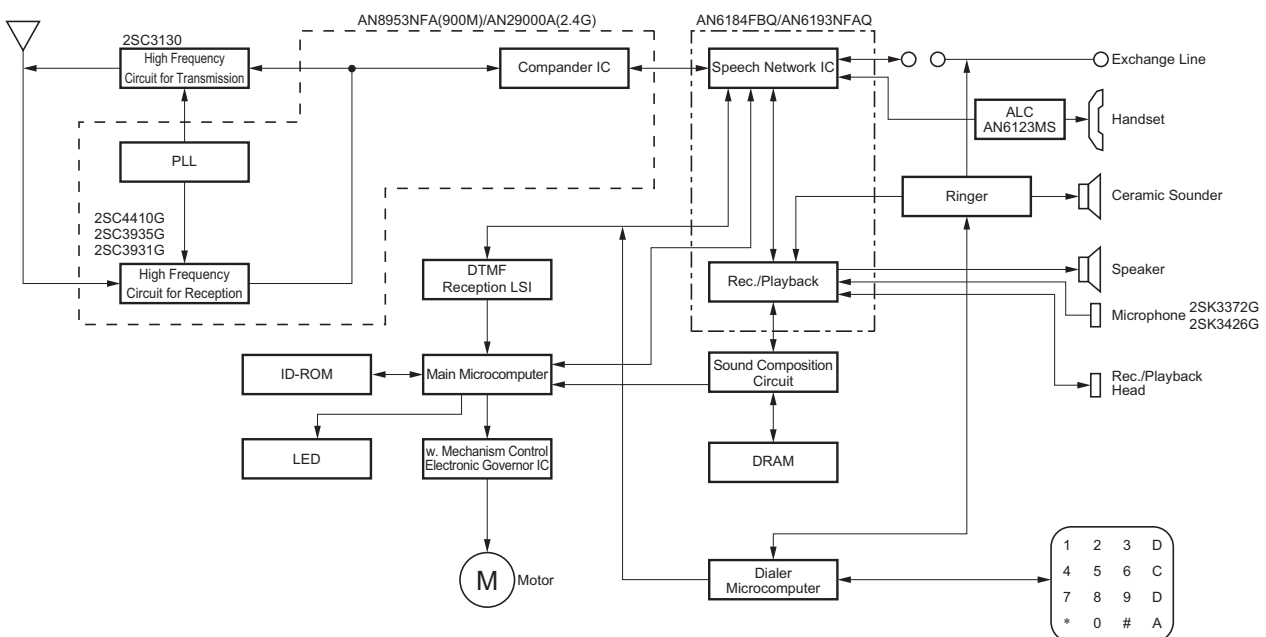 AN8953NFA(900M)/AN29000A(2.4G)
AN6184FBQ/AN6193NFAQ
2SC3130
High Frequency
Circuit for Transmission
Compander IC
Speech Network IC
Exchange Line
ALC
AN6123MS
Handset
PLL
Ringer
Ceramic Sounder
2SC4410G
2SC3935G
2SC3931G
High Frequency
Circuit for Reception
DTMF
Reception LSI
Rec./Playback
Speaker
Microphone
2SK3372G
2SK3426G
ID-ROM
Main Microcomputer
Sound Composition
Circuit
Rec./Playback
Head
LED
w. Mechanism Control
Electronic Governor IC
DRAM
M
Motor
Dialer
Microcomputer
1 2 3 D
4 5 6 C
7 8 9 D
* 0 # A